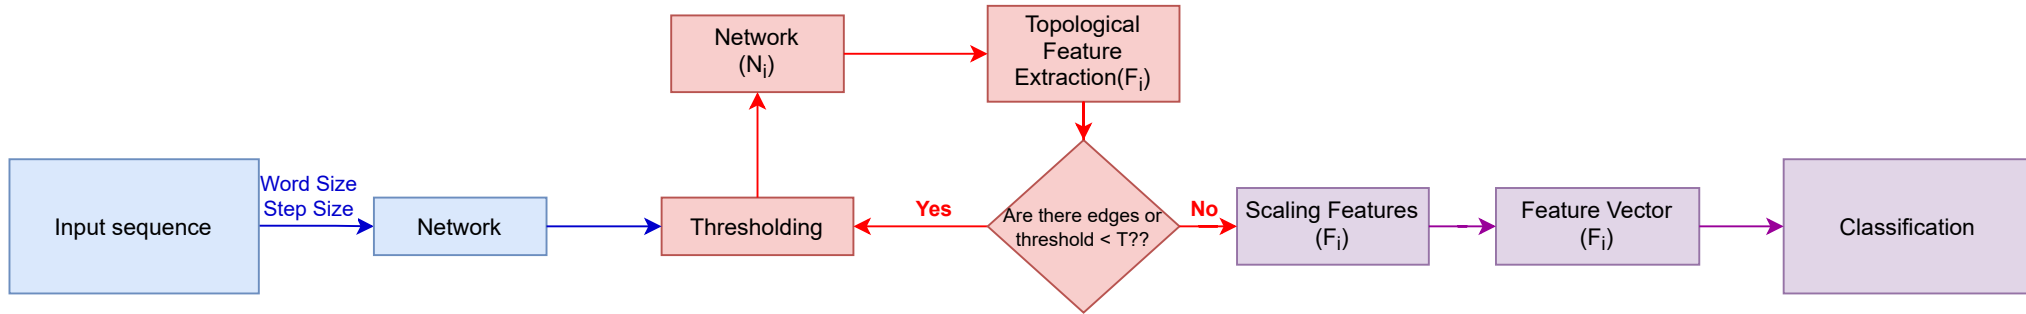 Input sequence
Word Size
Step Size
Network
Thresholding
Network
(Nᵢ)
Topological
Feature
Extraction(Fᵢ)
Are there edges or
threshold < T??
Yes
No
Scaling Features
(Fᵢ)
Feature Vector
(Fᵢ)
Classification